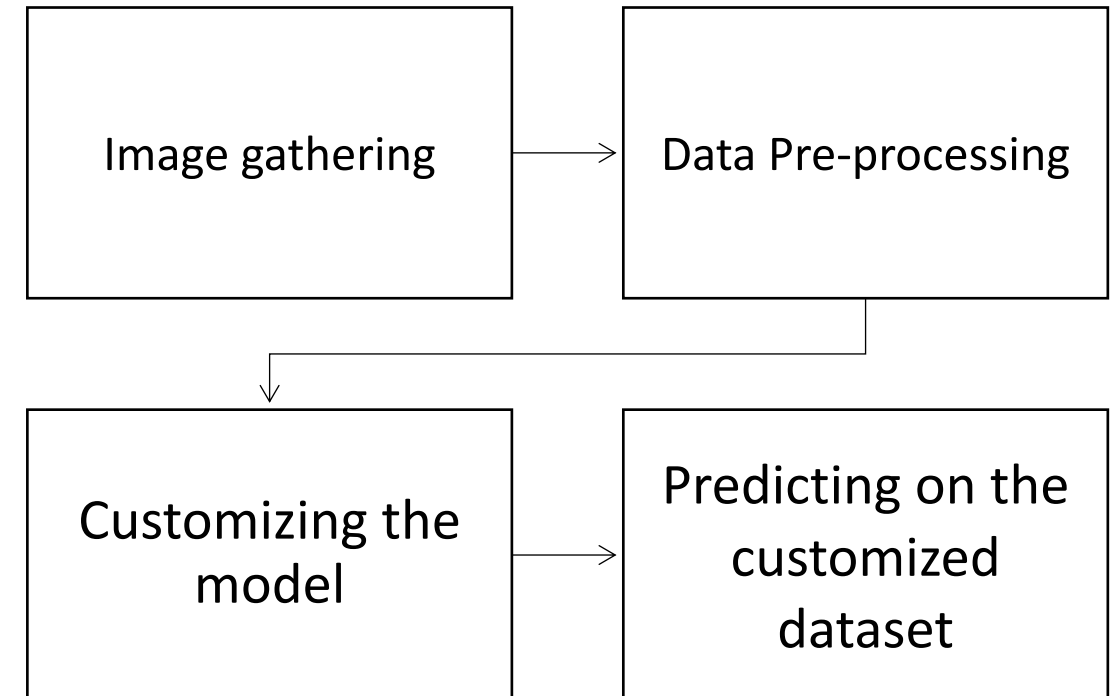 Image gathering
Data Pre-processing
Customizing the
model
Predicting on the
customized
dataset